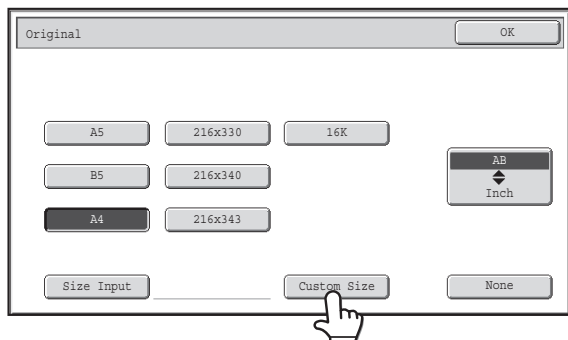 Original OK
A5 216x330 16K
B5 216x340
A4 216x343
AB
Inch
Size Input Custom Size None